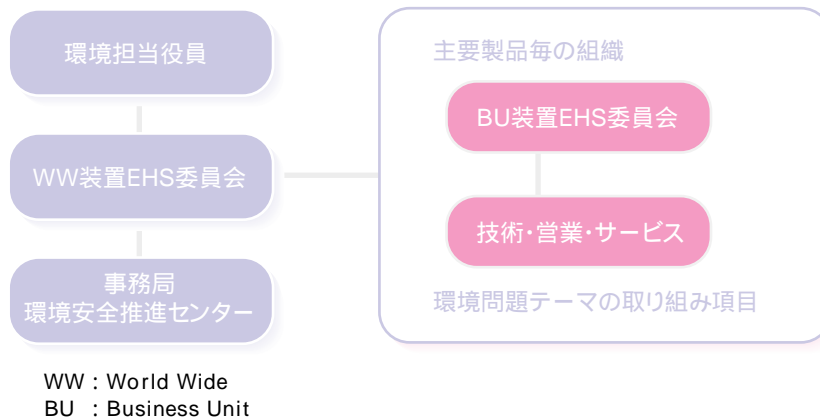 環境担当役員
WW装置EHS委員会
事務局
環境安全推進センター
主要製品毎の組織
BU装置EHS委員会
技術・営業・サービス
環境問題テーマの取り組み項目
WW : World Wide
BU : Business Unit